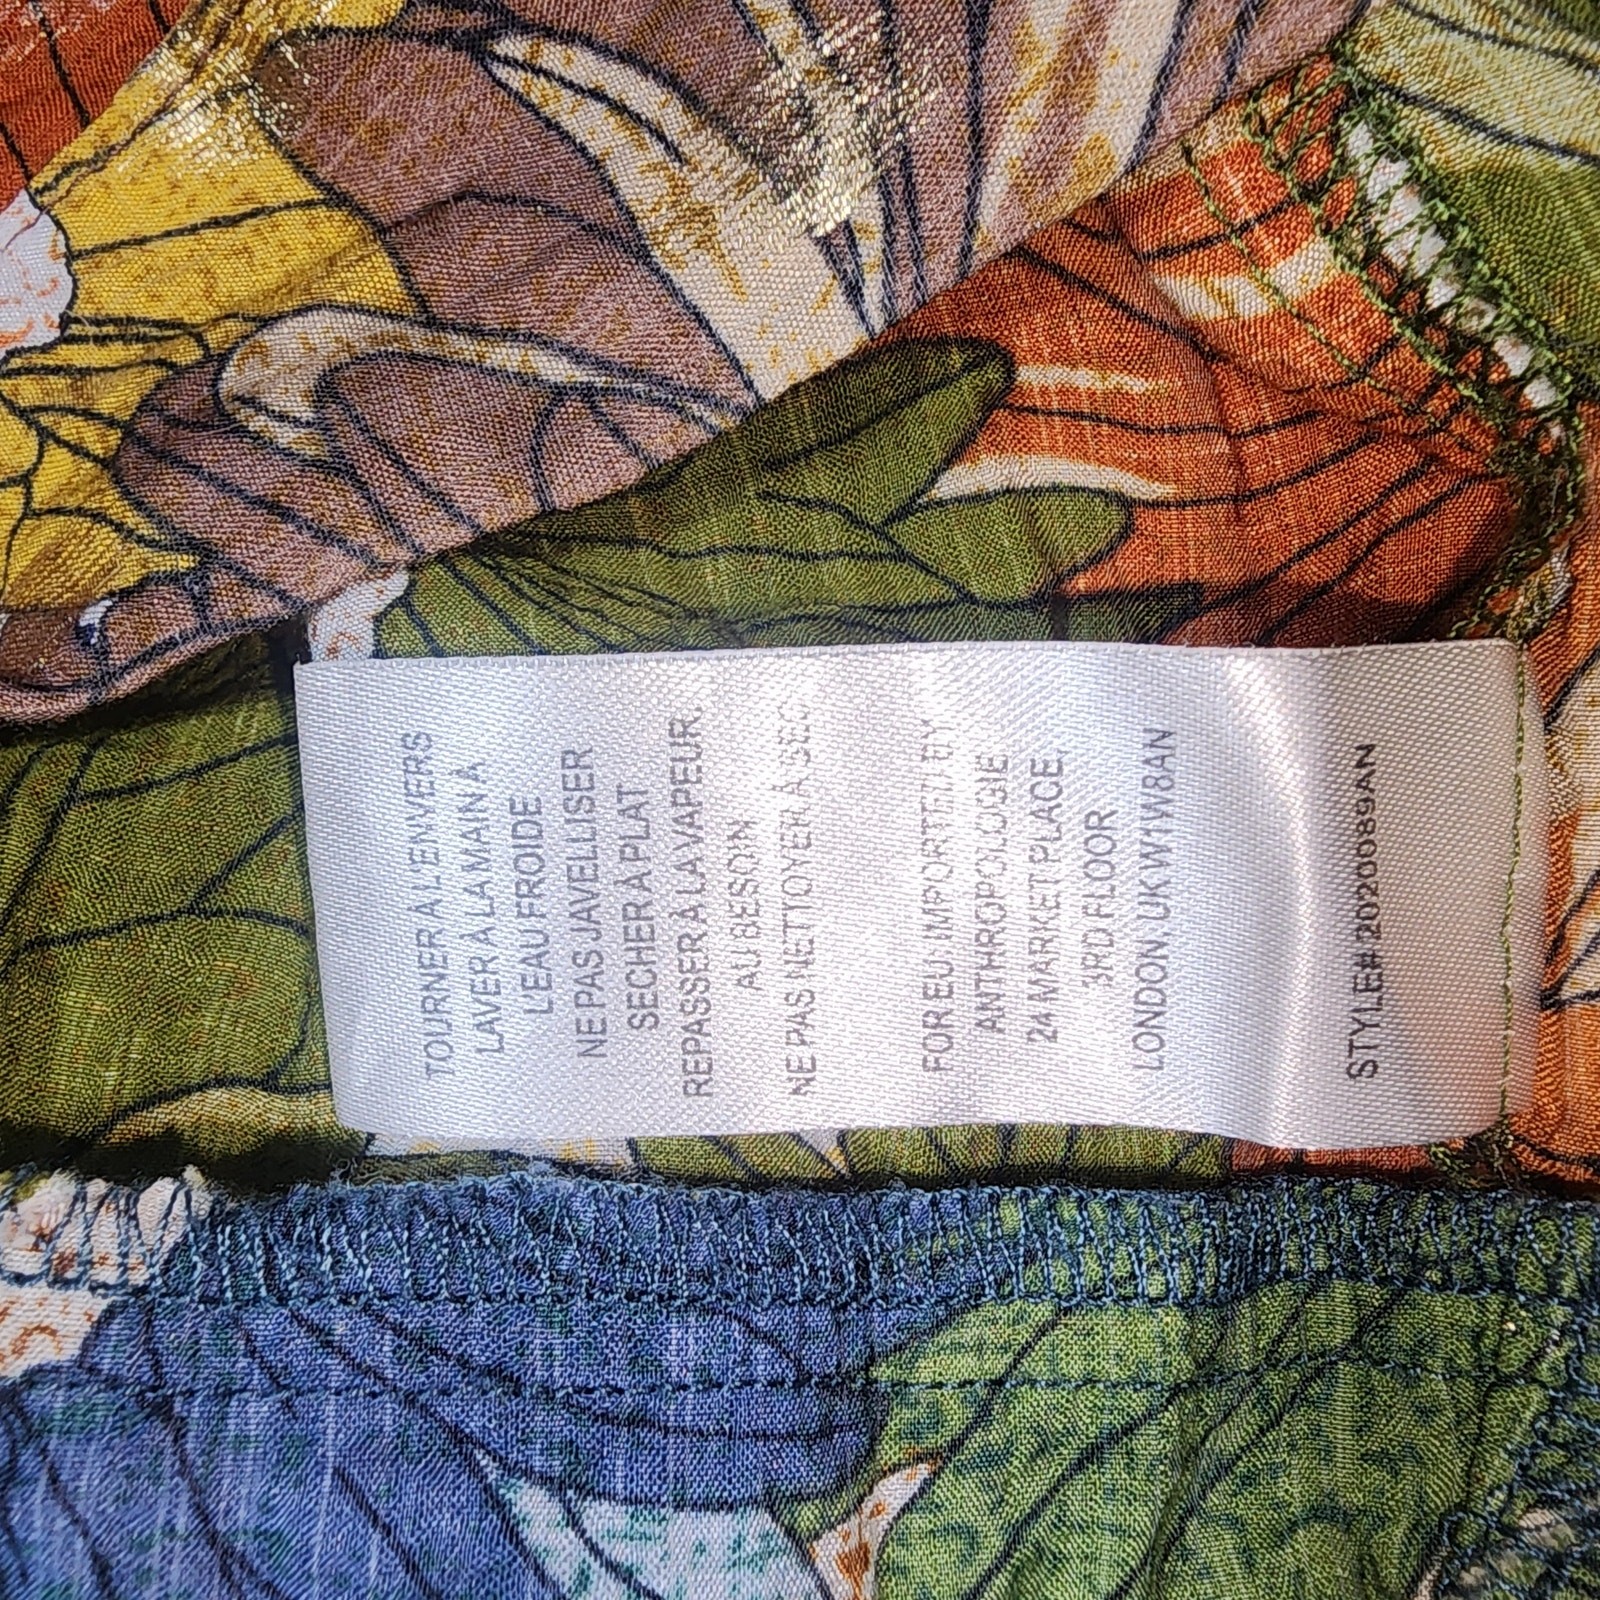 TOURNER À L'ENVERS
LAVER À LA MAIN À
L'EAU FROIDE
NE PAS JAVELLISER
SECHER À PLAT
REPASSER À LA VAPEUR.
AU BESON
NE PAS NETTOYER À SEC
FOR EU. IMPORTED BY
ANTHROPOLOGIE
24 MARKET PLACE,
3RD FLOOR
LONDON, UK W1W8AN
STYLE# 2020089AN